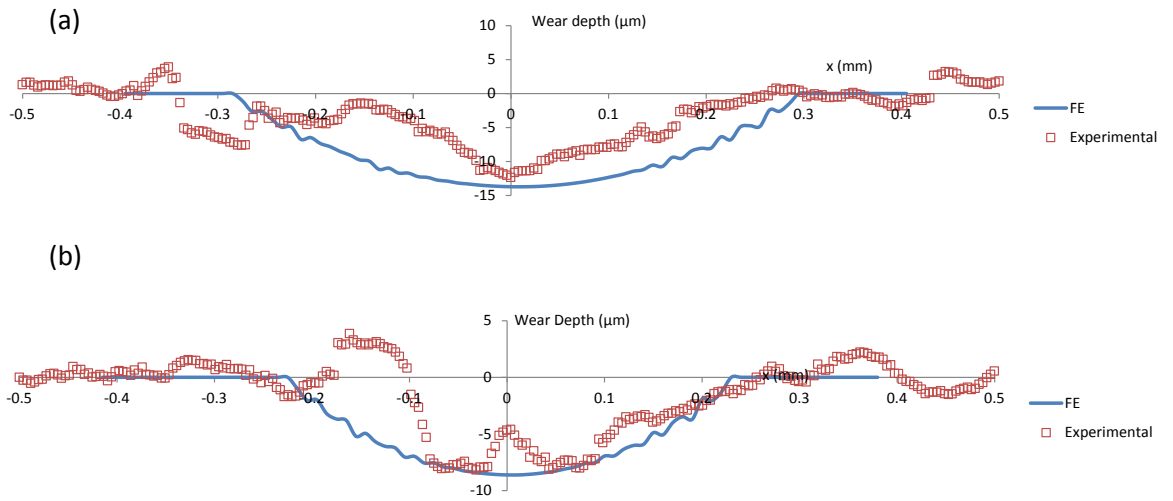 (a)
Wear depth (µm)
10
5
0
-5
-10
-15
-0.5 -0.4 -0.3 -0.2 -0.1 0 0.1 0.2 0.3 0.4 0.5
x (mm)
FE
Experimental
(b)
Wear Depth (µm)
5
0
-5
-10
-0.5 -0.4 -0.3 -0.2 -0.1 0 0.1 0.2 0.3 0.4 0.5
x (mm)
FE
Experimental